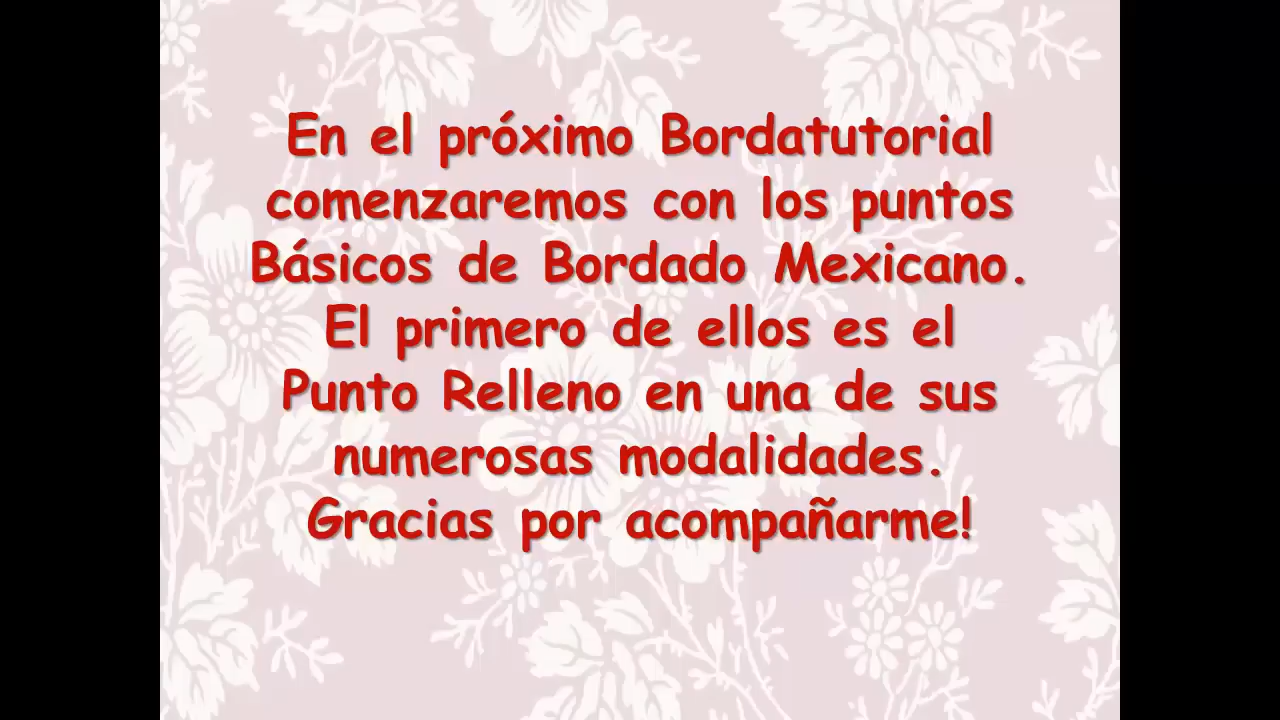 En el próximo Bordatutorial
comenzaremos con los puntos
Básicos de Bordado Mexicano.
El primero de ellos es el
Punto Relleno en una de sus
numerosas modalidades.
Gracias por acompañarme!